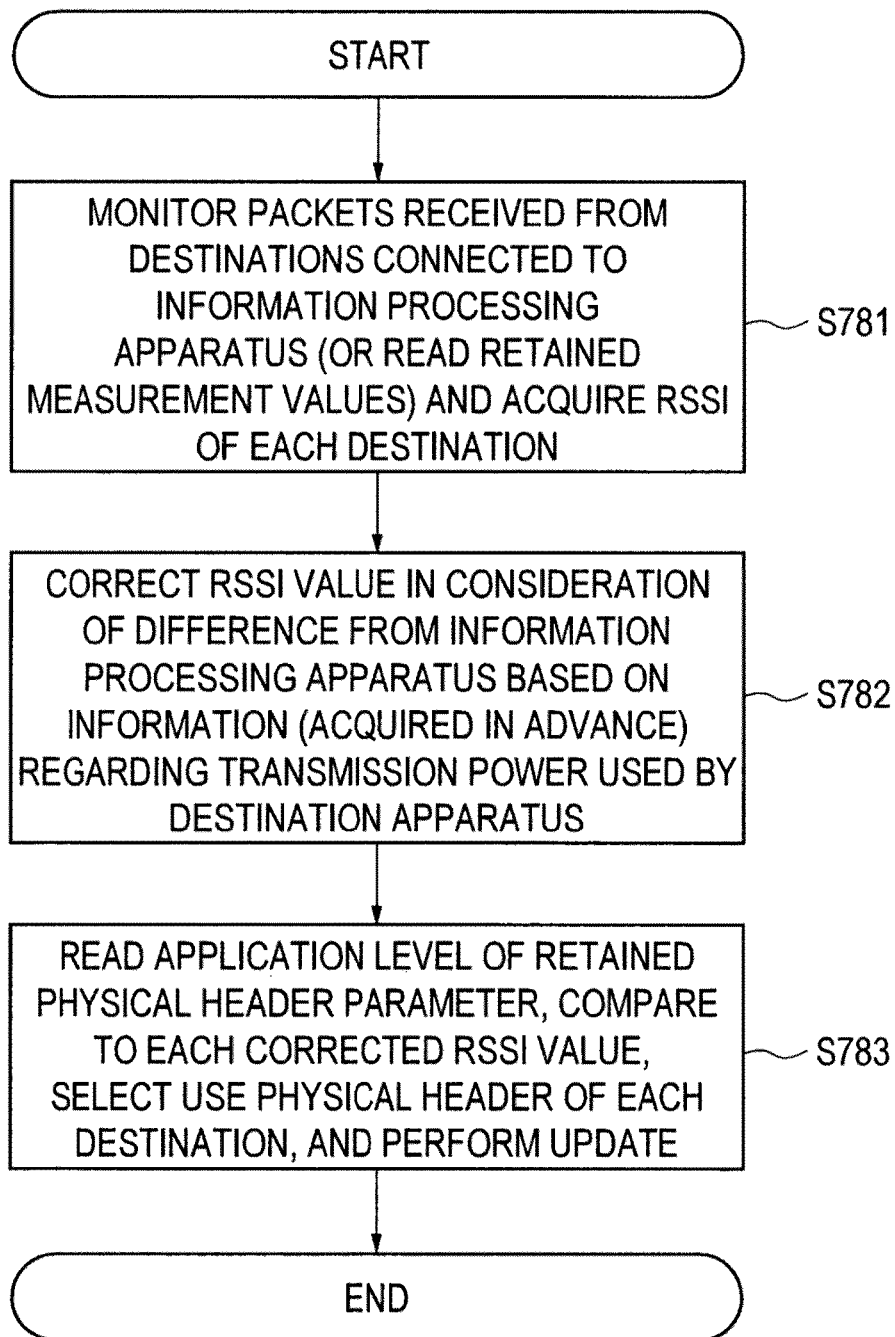 START
MONITOR PACKETS RECEIVED FROM
DESTINATIONS CONNECTED TO
INFORMATION PROCESSING
APPARATUS (OR READ RETAINED
MEASUREMENT VALUES) AND ACQUIRE RSSI
OF EACH DESTINATION
S781
CORRECT RSSI VALUE IN CONSIDERATION
OF DIFFERENCE FROM INFORMATION
PROCESSING APPARATUS BASED ON
INFORMATION (ACQUIRED IN ADVANCE)
REGARDING TRANSMISSION POWER USED BY
DESTINATION APPARATUS
S782
READ APPLICATION LEVEL OF RETAINED
PHYSICAL HEADER PARAMETER, COMPARE
TO EACH CORRECTED RSSI VALUE,
SELECT USE PHYSICAL HEADER OF EACH
DESTINATION, AND PERFORM UPDATE
S783
END